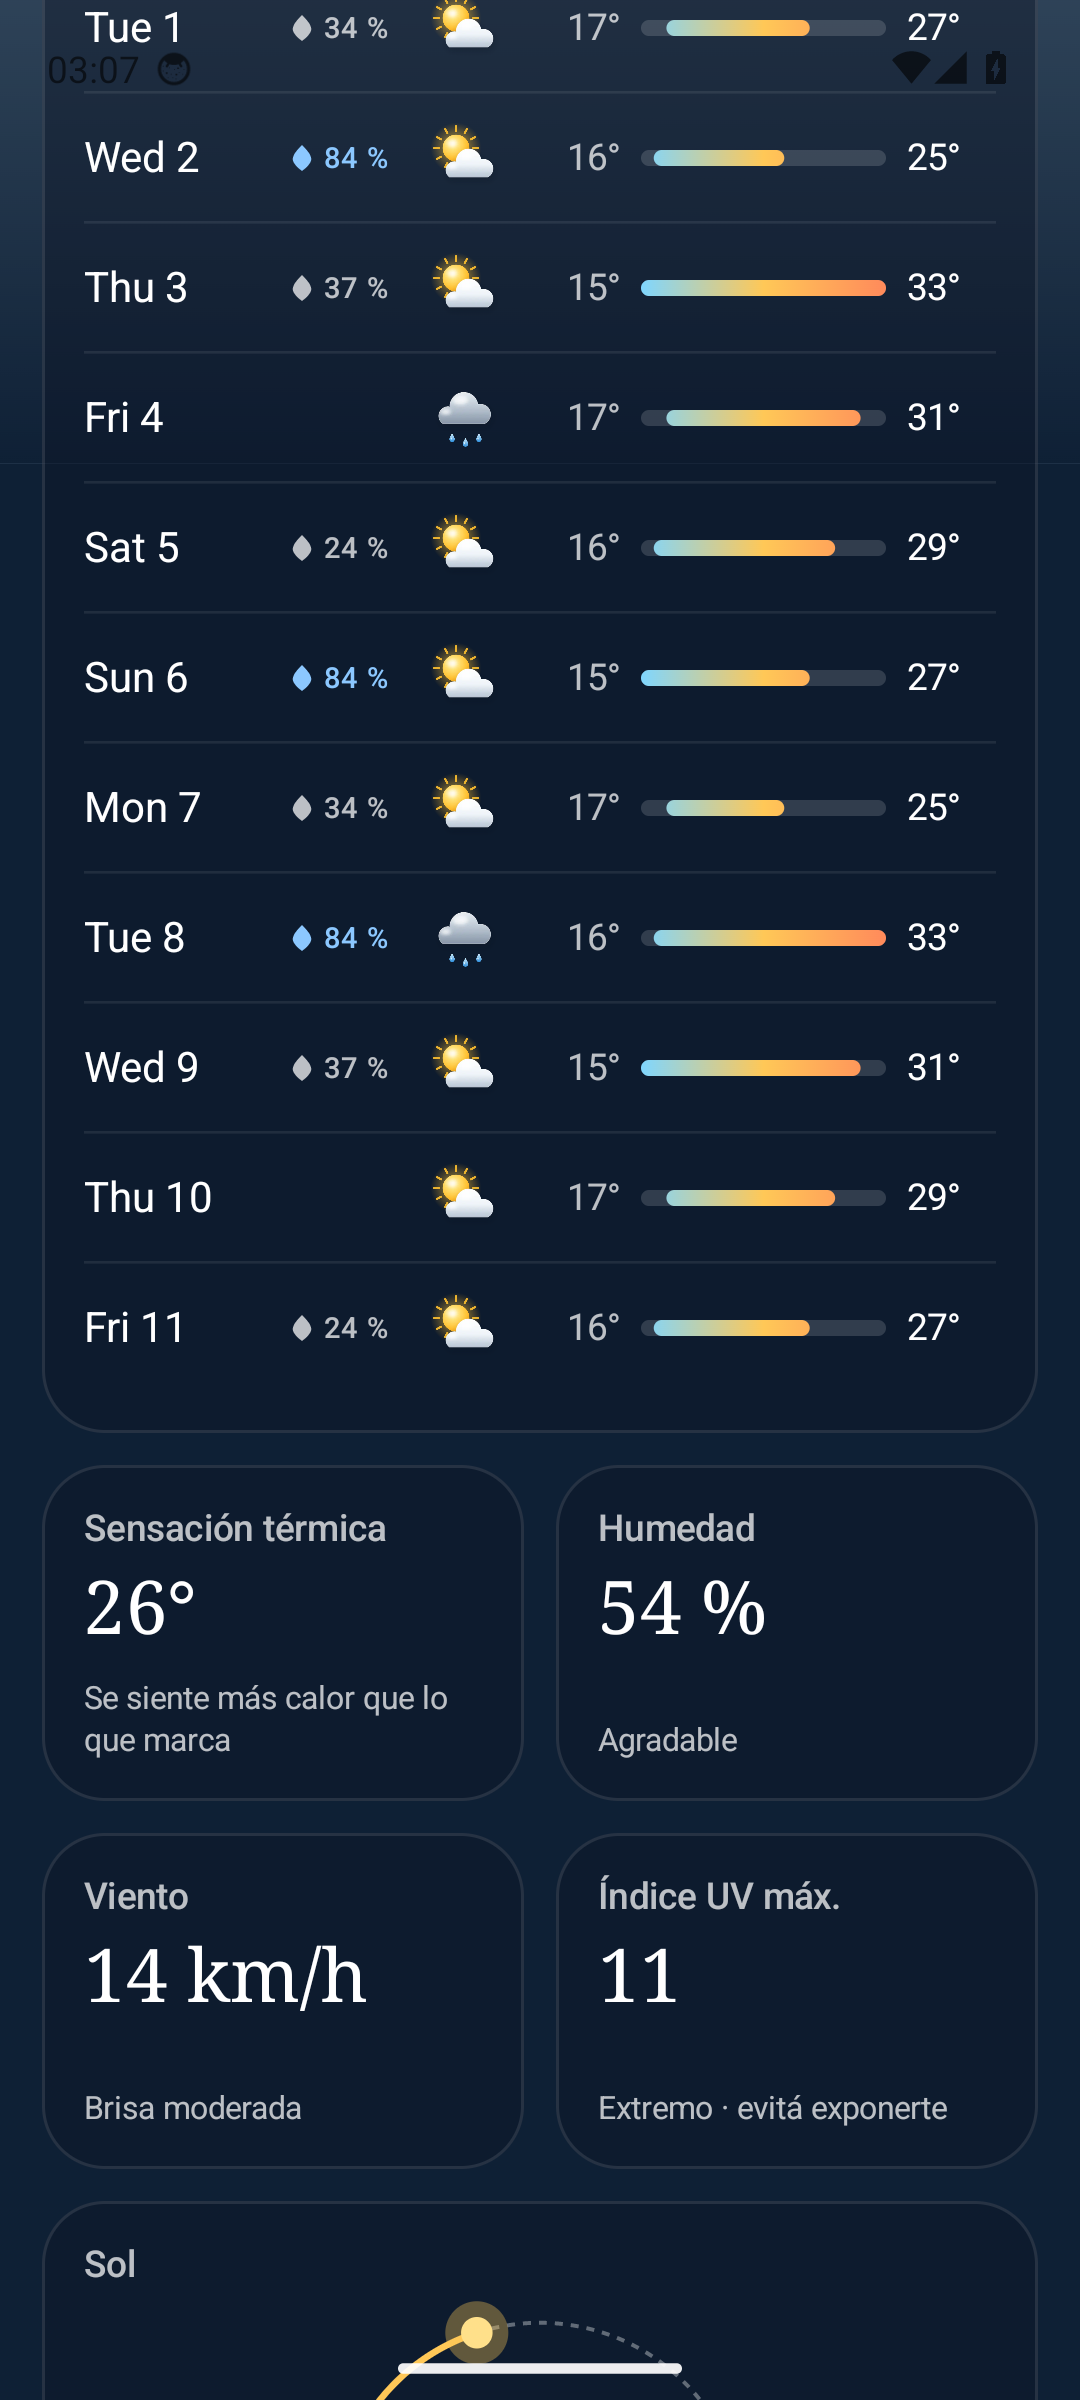 Tue 1 34 % 17° 27°
03:07
Wed 2 84 % 16° 25°
Thu 3 37 % 15° 33°
Fri 4 17° 31°
Sat 5 24 % 16° 29°
Sun 6 84 % 15° 27°
Mon 7 34 % 17° 25°
Tue 8 84 % 16° 33°
Wed 9 37 % 15° 31°
Thu 10 17° 29°
Fri 11 24 % 16° 27°
Sensación térmica
26°
Se siente más calor que lo
que marca
Humedad
54 %
Agradable
Viento
14 km/h
Brisa moderada
Índice UV máx.
11
Extremo · evitá exponerte
Sol